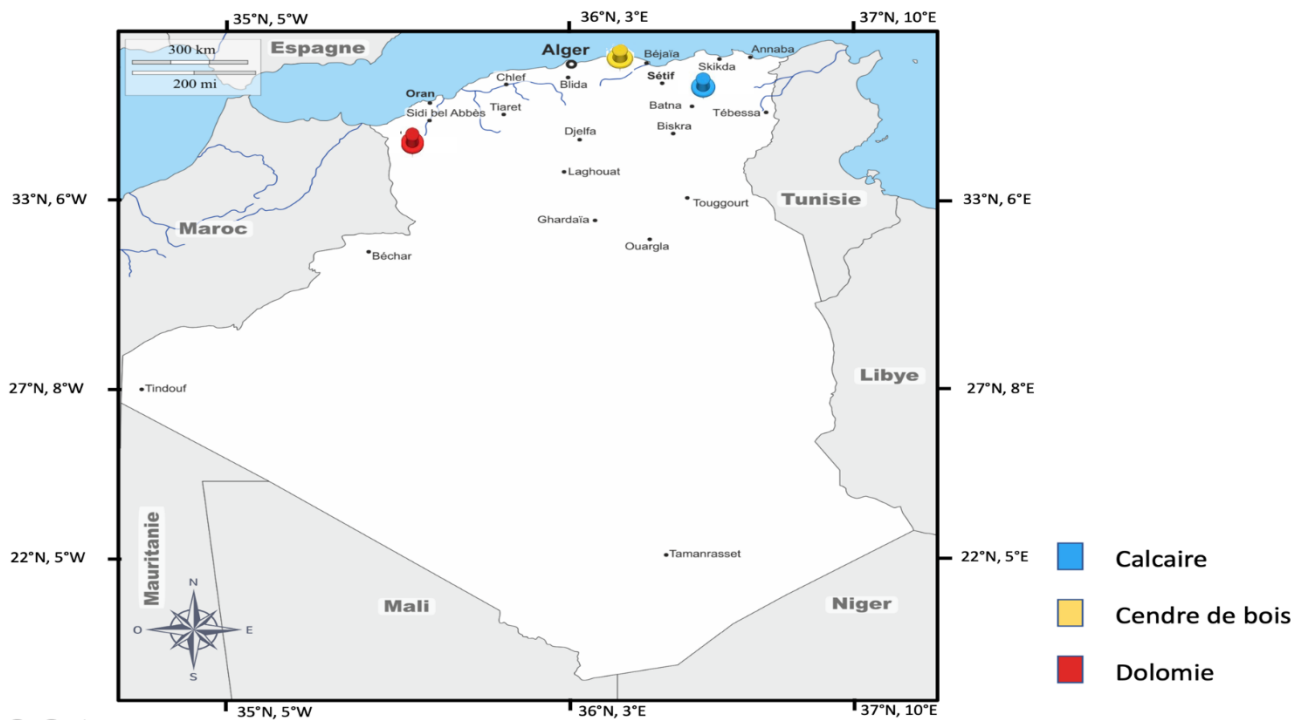 35°N, 5°W
36°N, 3°E
37°N, 10°E
Espagne
300 km
200 mi
Alger
Béjaïa
Annaba
Skikda
Sétif
Chlef
Blida
Oran
Batna
Tébessa
Sidi bel Abbès
Tiaret
Biskra
Djelfa
Laghouat
33°N, 6°W
33°N, 6°E
Touggourt
Tunisie
Maroc
Ghardaïa
Ouargla
Béchar
Libye
27°N, 8°W
Tindouf
27°N, 8°E
22°N, 5°W
Tamanrasset
22°N, 5°E
Mauritanie
Mali
Niger
N
O
E
S
Calcaire
Cendre de bois
Dolomie
35°N, 5°W
36°N, 3°E
37°N, 10°E